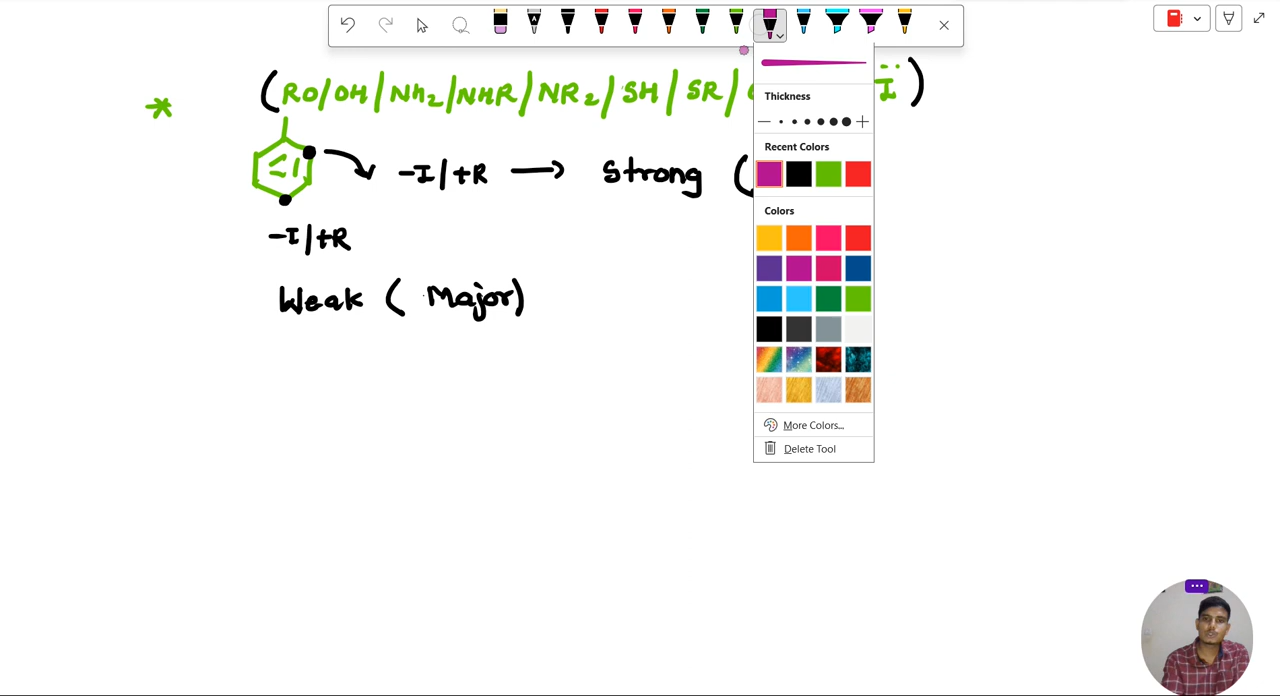 * (RO/OH/Nh2/NHR/NR2/SH/SR/ I)
-I/+R → Strong (
-I/+R
Weak ( Major)
Thickness
Recent Colors
Colors
More Colors...
Delete Tool